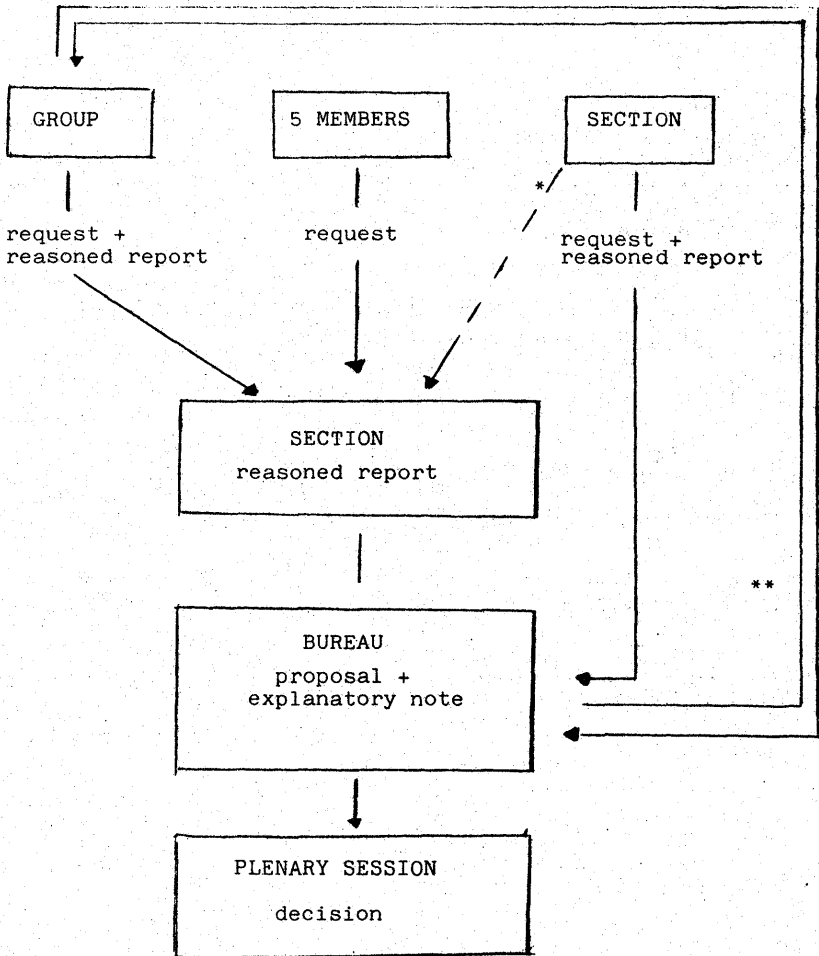 GROUP
5 MEMBERS
SECTION
*
request +
reasoned report
request
request +
reasoned report
SECTION
reasoned report
**
BUREAU
proposal +
explanatory note
PLENARY SESSION
decision